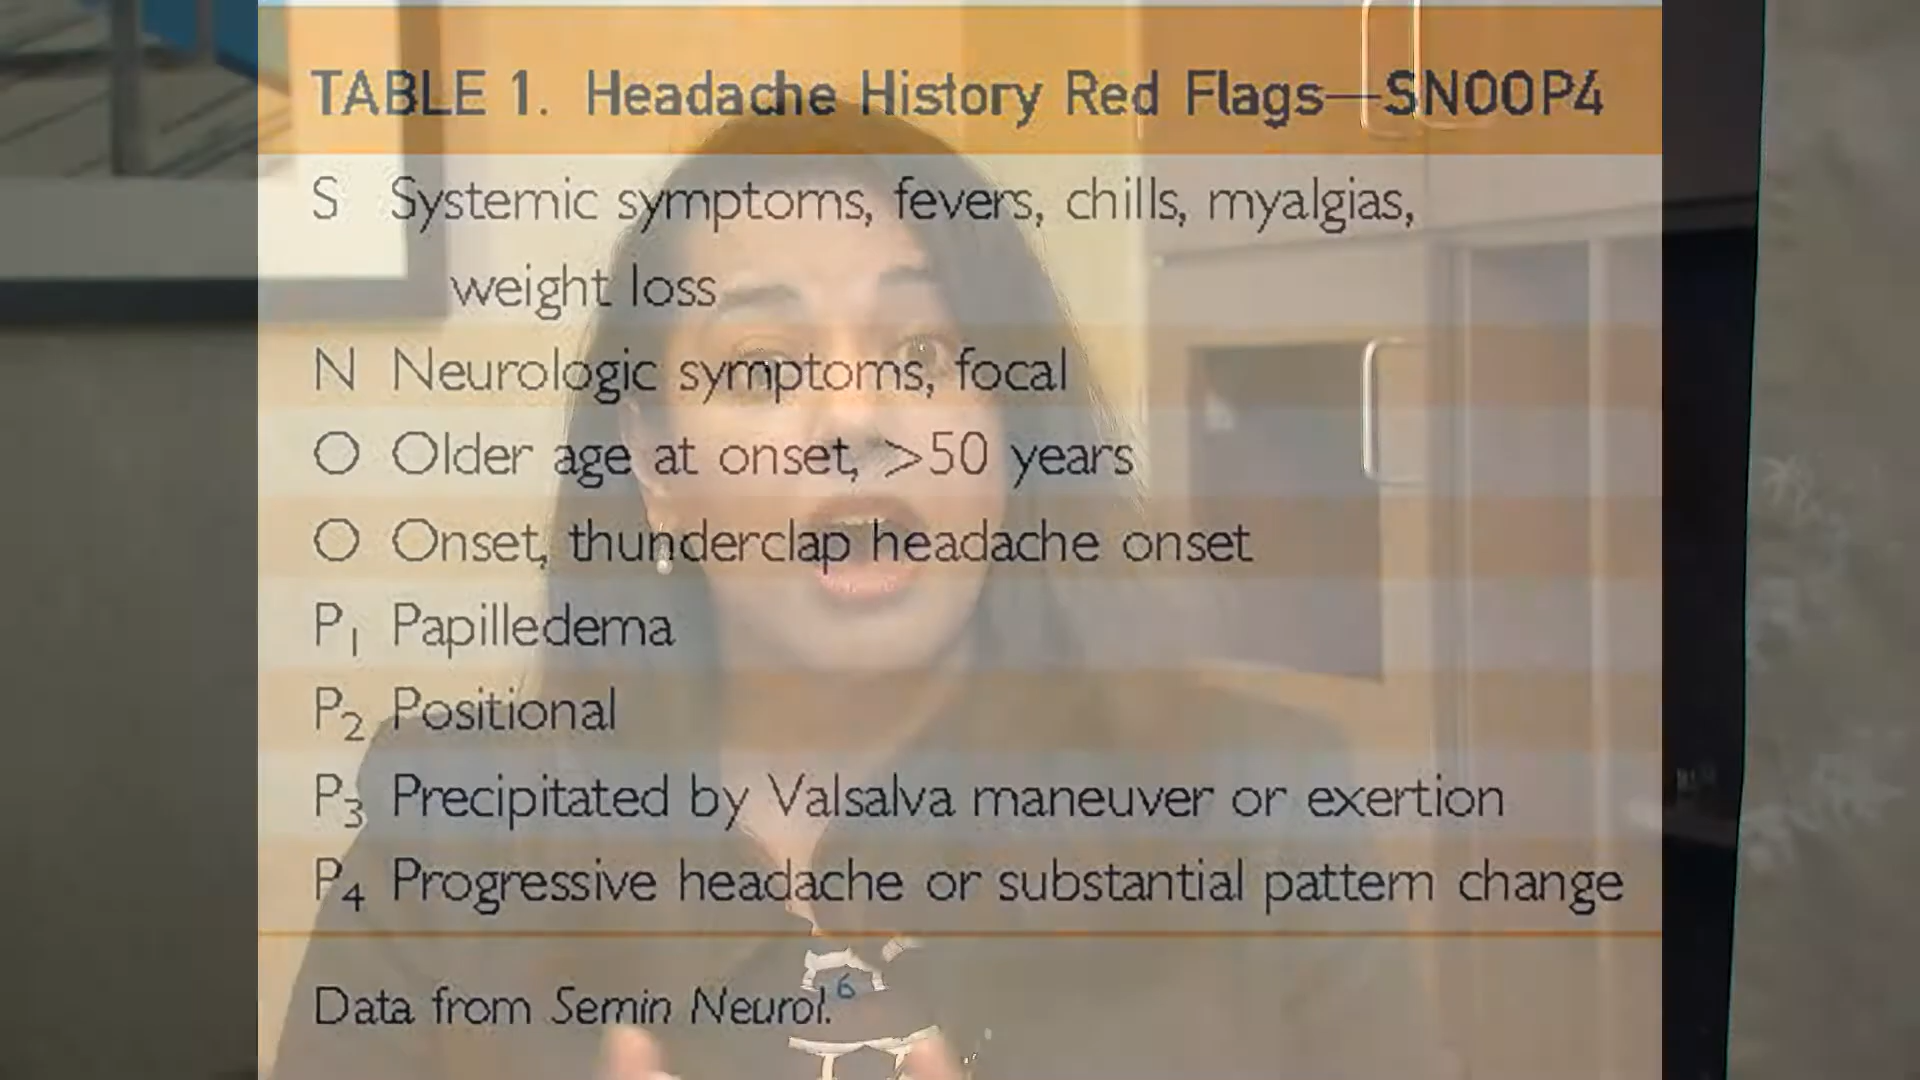 TABLE 1. Headache History Red Flags—SNOOP4
S Systemic symptoms, fevers, chills, myalgias,
weight loss
N Neurologic symptoms, focal
O Older age at onset, >50 years
O Onset, thunderclap headache onset
P1 Papilledema
P2 Positional
P3 Precipitated by Valsalva maneuver or exertion
P4 Progressive headache or substantial pattern change
Data from Semin Neurol.6